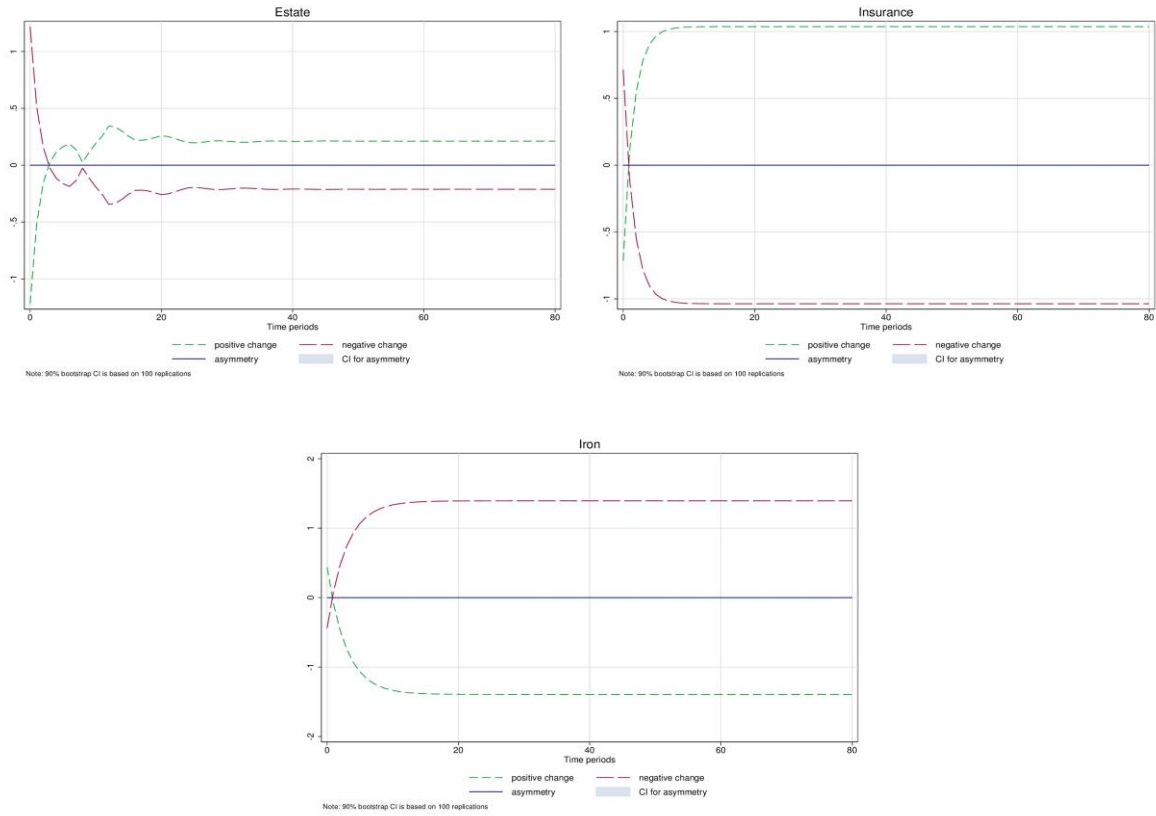 Estate
1
.5
0
-.5
-1
0 20 40 60 80
Time periods
positive change negative change
asymmetry CI for asymmetry
Note: 90% bootstrap CI is based on 100 replications
Insurance
1
.5
0
-.5
-1
0 20 40 60 80
Time periods
positive change negative change
asymmetry CI for asymmetry
Note: 90% bootstrap CI is based on 100 replications
Iron
2
1
0
-1
-2
0 20 40 60 80
Time periods
positive change negative change
asymmetry CI for asymmetry
Note: 90% bootstrap CI is based on 100 replications